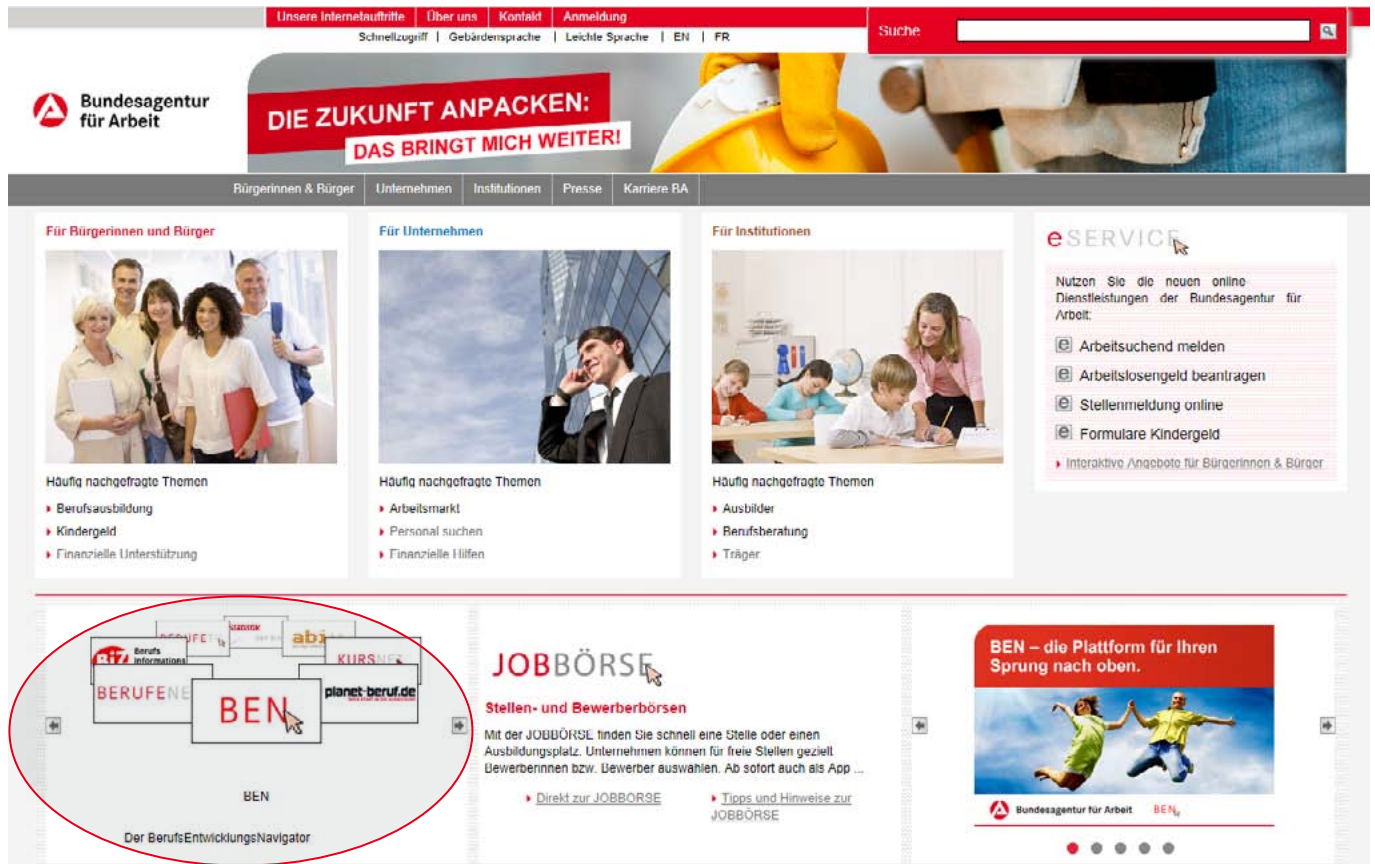 Unsere Internetauftritte | Über uns | Kontakt | Anmeldung
Schnellzugriff | Gebärdensprache | Leichte Sprache | EN | FR
Suche
Bundesagentur
für Arbeit
DIE ZUKUNFT ANPACKEN:
DAS BRINGT MICH WEITER!
Bürgerinnen & Bürger | Unternehmen | Institutionen | Presse | Karriere BA
Für Bürgerinnen und Bürger
Häufig nachgefragte Themen
Berufsausbildung
Kindergeld
Finanzielle Unterstützung
Für Unternehmen
Häufig nachgefragte Themen
Arbeitsmarkt
Personal suchen
Finanzielle Hilfen
Für Institutionen
Häufig nachgefragte Themen
Ausbilder
Berufsberatung
Träger
eSERVICE
Nutzen Sie die neuen online-
Dienstleistungen der Bundesagentur für
Arbeit:
Arbeitsuchend melden
Arbeitslosengeld beantragen
Stellenmeldung online
Formulare Kindergeld
Interaktive Angebote für Bürgerinnen & Bürger
abi
BiZ Berufs
Informations
KURSNET
BERUFENE
planet-beruf.de
BEN
BEN
Der BerufsEntwicklungsNavigator
JOBBÖRSE
Stellen- und Bewerberbörsen
Mit der JOBBÖRSE finden Sie schnell eine Stelle oder einen
Ausbildungsplatz. Unternehmen können für freie Stellen gezielt
Bewerberinnen bzw. Bewerber auswählen. Ab sofort auch als App ...
Direkt zur JOBBÖRSE
Tipps und Hinweise zur
JOBBÖRSE
BEN – die Plattform für Ihren
Sprung nach oben.
Bundesagentur für Arbeit BEN